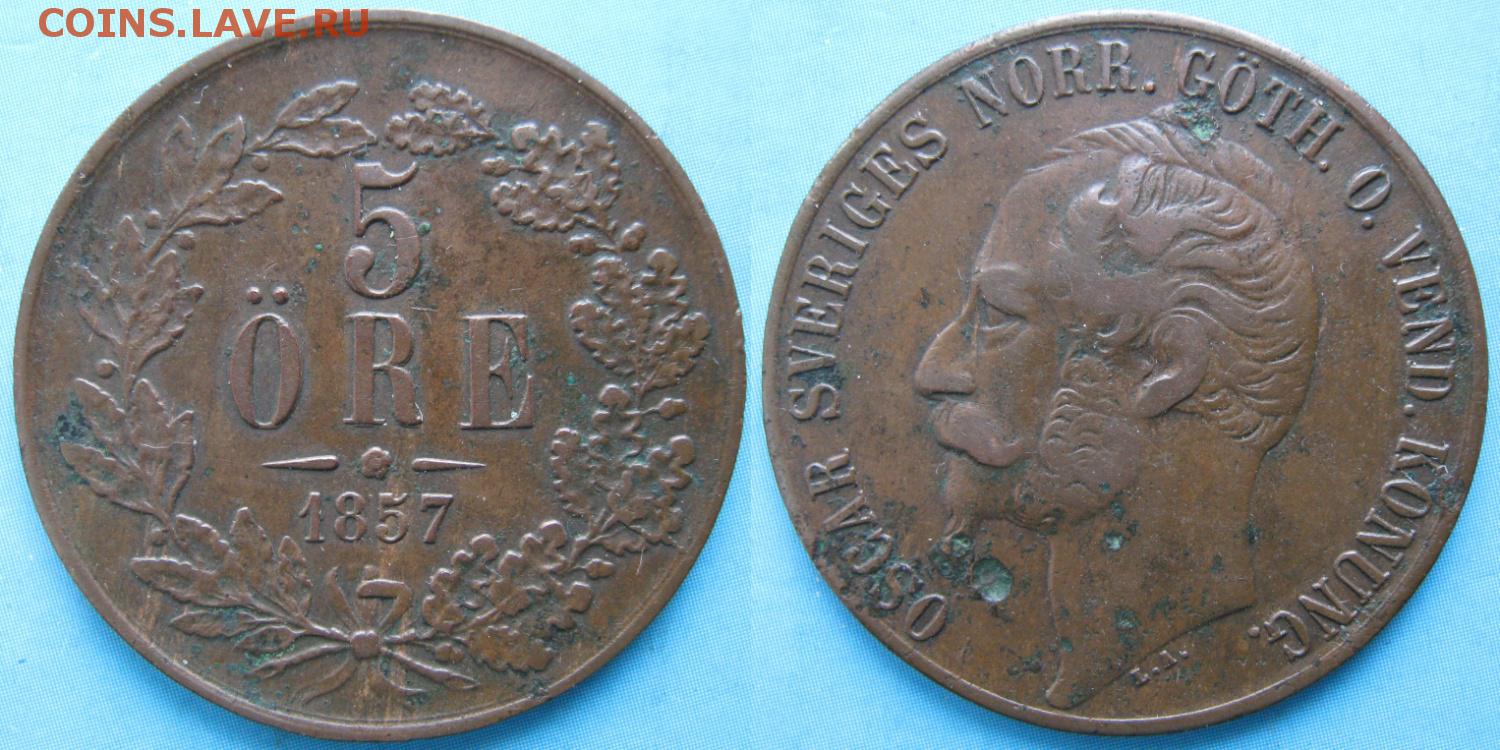 COINS.LAVE.RU
5
ÖRE
1857
OSCAR SVERIGES NORR. GÖTH. O. VEND. KONUNG.
L.A.